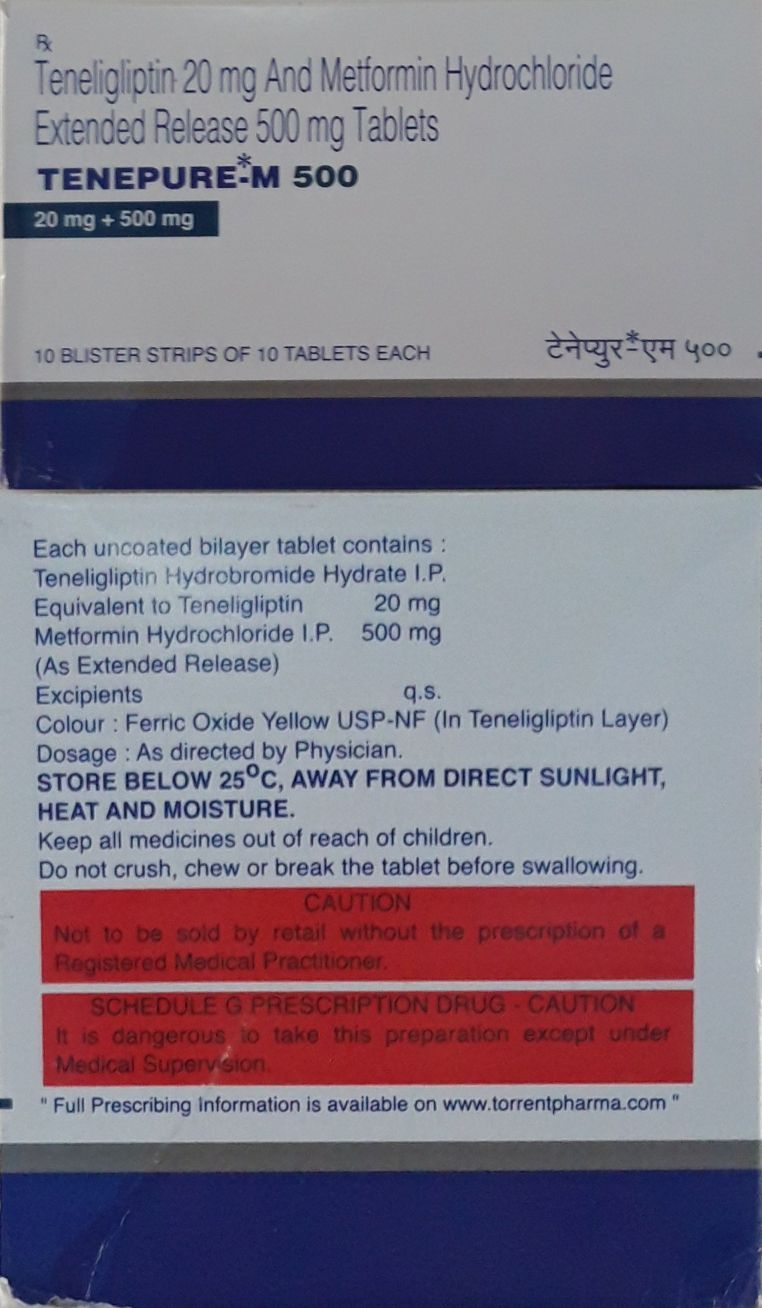 Rx
Teneligliptin 20 mg And Metformin Hydrochloride
Extended Release 500 mg Tablets
TENEPURE*-M 500
20 mg + 500 mg
10 BLISTER STRIPS OF 10 TABLETS EACH
टेनेप्युर*-एम ५००
Each uncoated bilayer tablet contains :
Teneligliptin Hydrobromide Hydrate I.P.
Equivalent to Teneligliptin 20 mg
Metformin Hydrochloride I.P. 500 mg
(As Extended Release)
Excipients q.s.
Colour : Ferric Oxide Yellow USP-NF (In Teneligliptin Layer)
Dosage : As directed by Physician.
STORE BELOW 25⁰C, AWAY FROM DIRECT SUNLIGHT,
HEAT AND MOISTURE.
Keep all medicines out of reach of children.
Do not crush, chew or break the tablet before swallowing.
CAUTION
Not to be sold by retail without the prescription of a
Registered Medical Practitioner.
SCHEDULE G PRESCRIPTION DRUG - CAUTION
It is dangerous to take this preparation except under
Medical Supervision.
" Full Prescribing Information is available on www.torrentpharma.com "